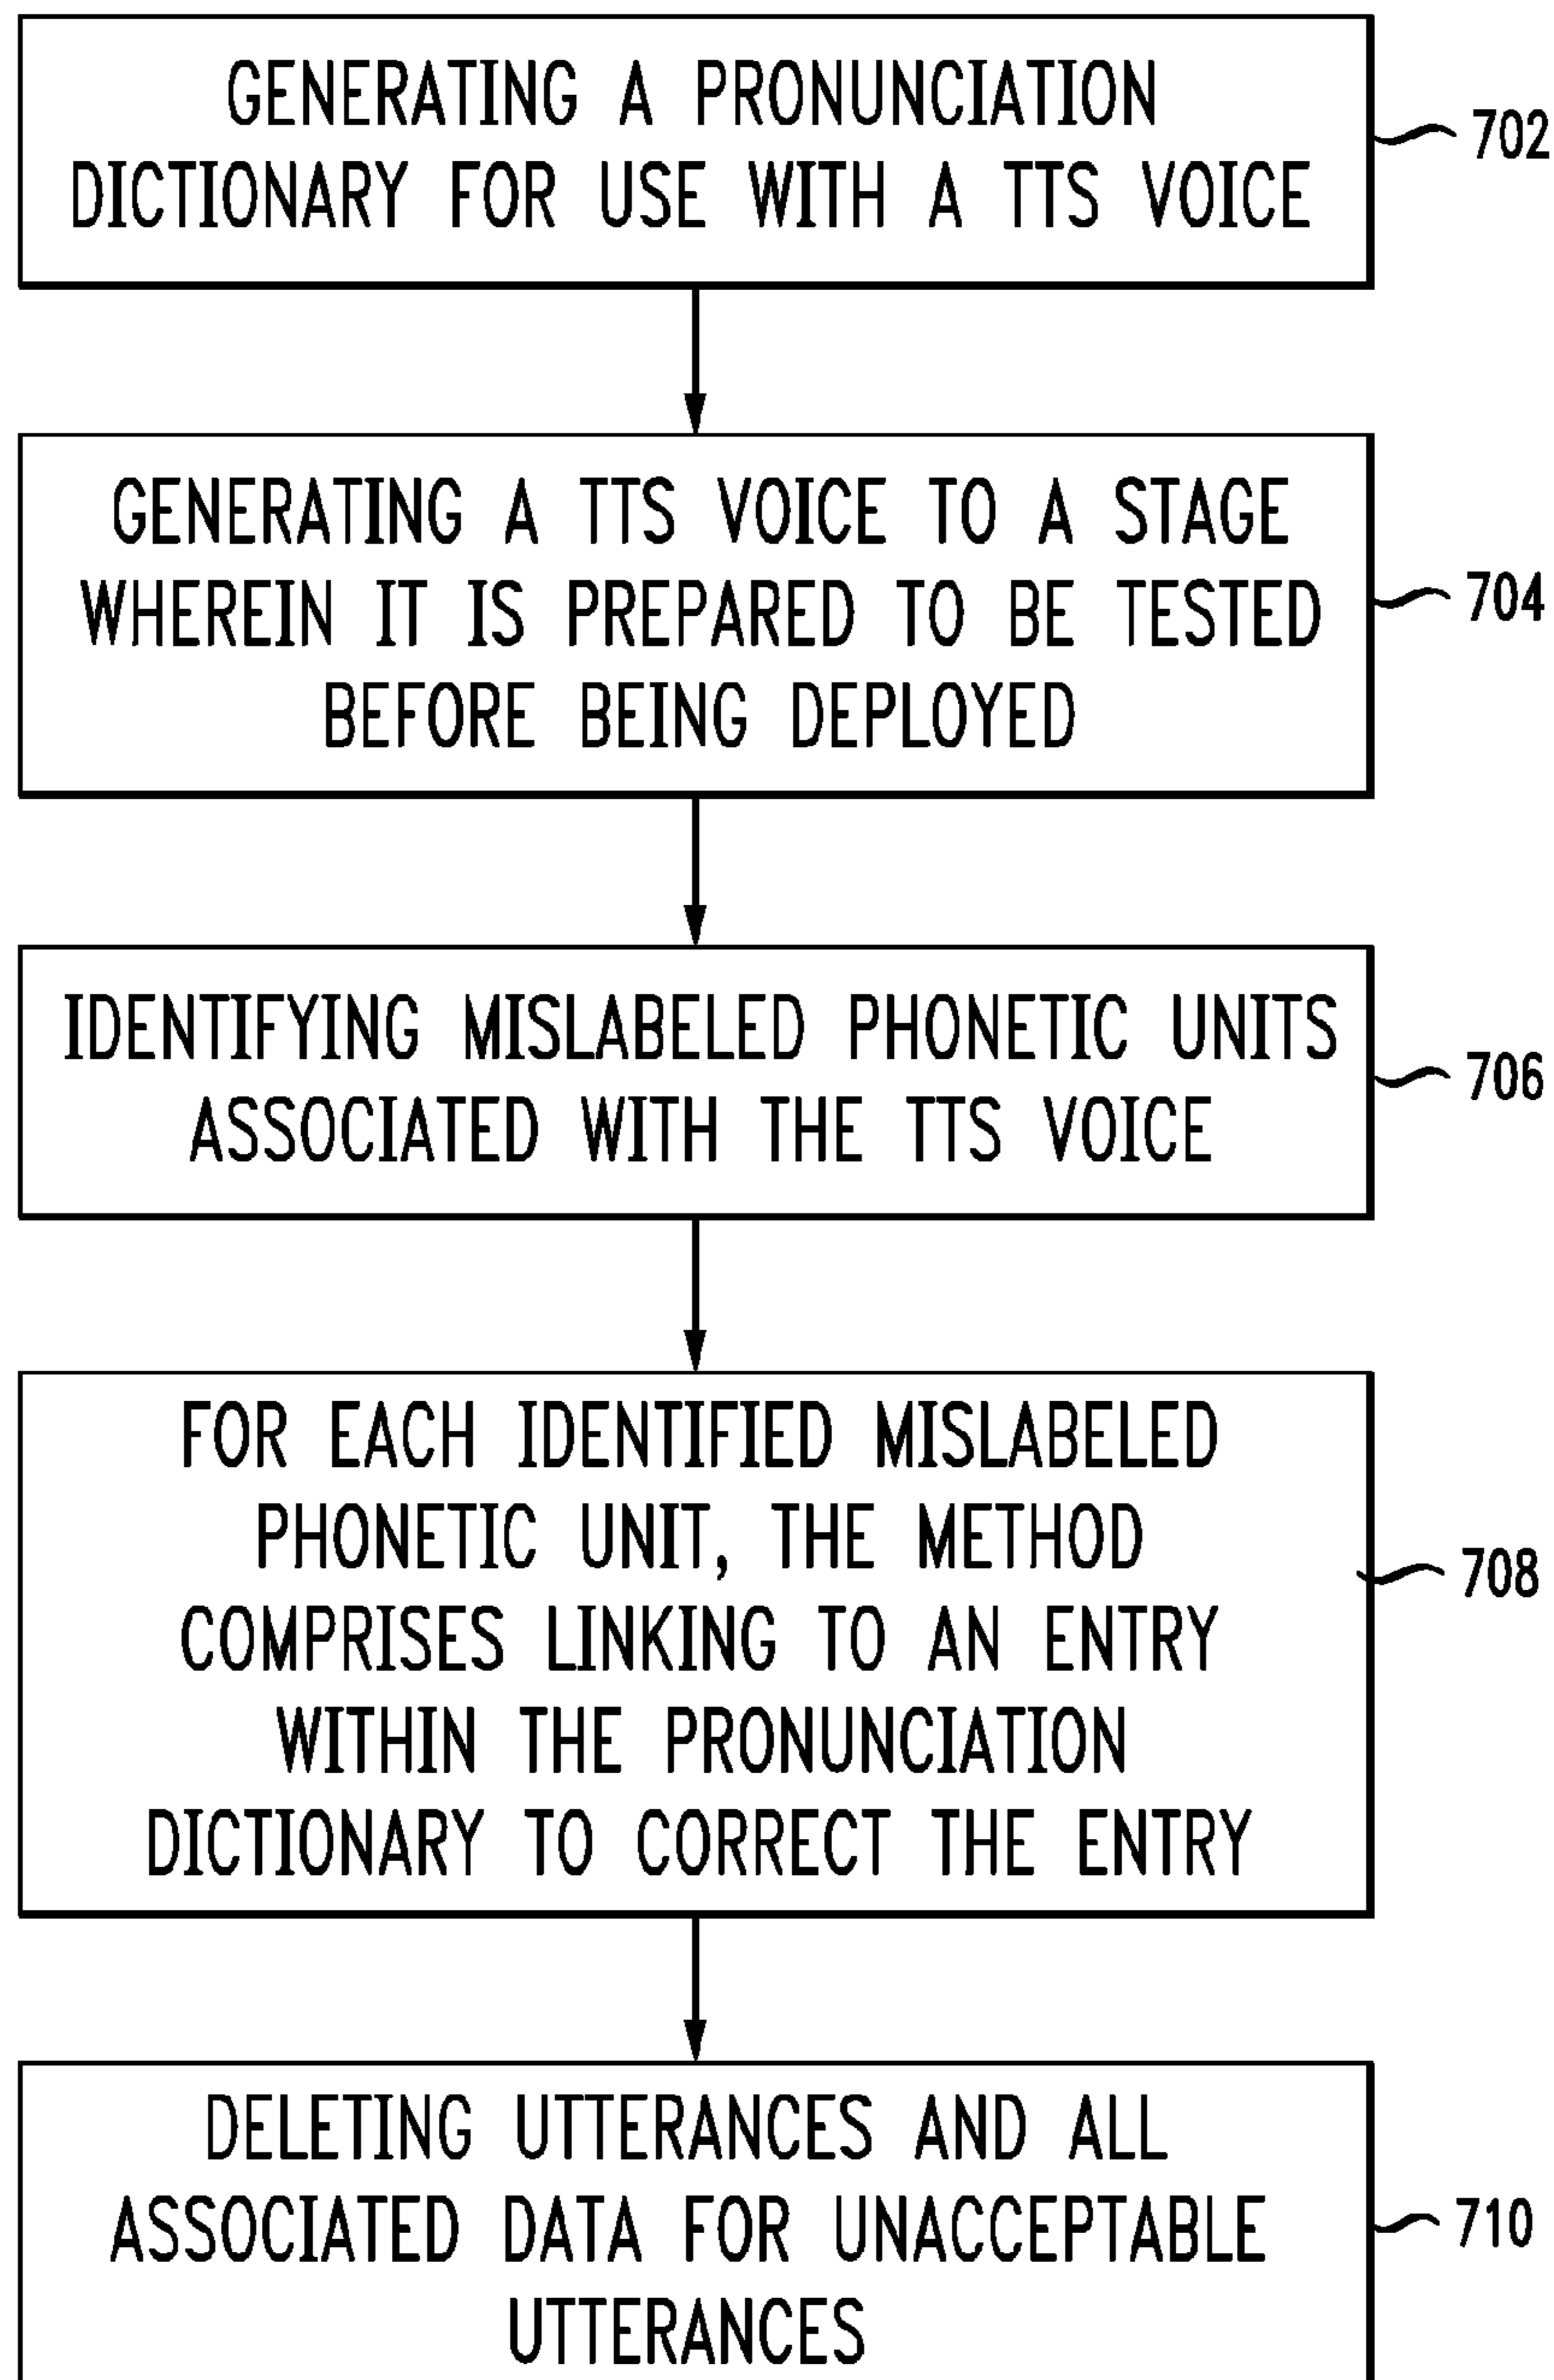 GENERATING A PRONUNCIATION
DICTIONARY FOR USE WITH A TTS VOICE
702
GENERATING A TTS VOICE TO A STAGE
WHEREIN IT IS PREPARED TO BE TESTED
BEFORE BEING DEPLOYED
704
IDENTIFYING MISLABELED PHONETIC UNITS
ASSOCIATED WITH THE TTS VOICE
706
FOR EACH IDENTIFIED MISLABELED
PHONETIC UNIT, THE METHOD
COMPRISES LINKING TO AN ENTRY
WITHIN THE PRONUNCIATION
DICTIONARY TO CORRECT THE ENTRY
708
DELETING UTTERANCES AND ALL
ASSOCIATED DATA FOR UNACCEPTABLE
UTTERANCES
710